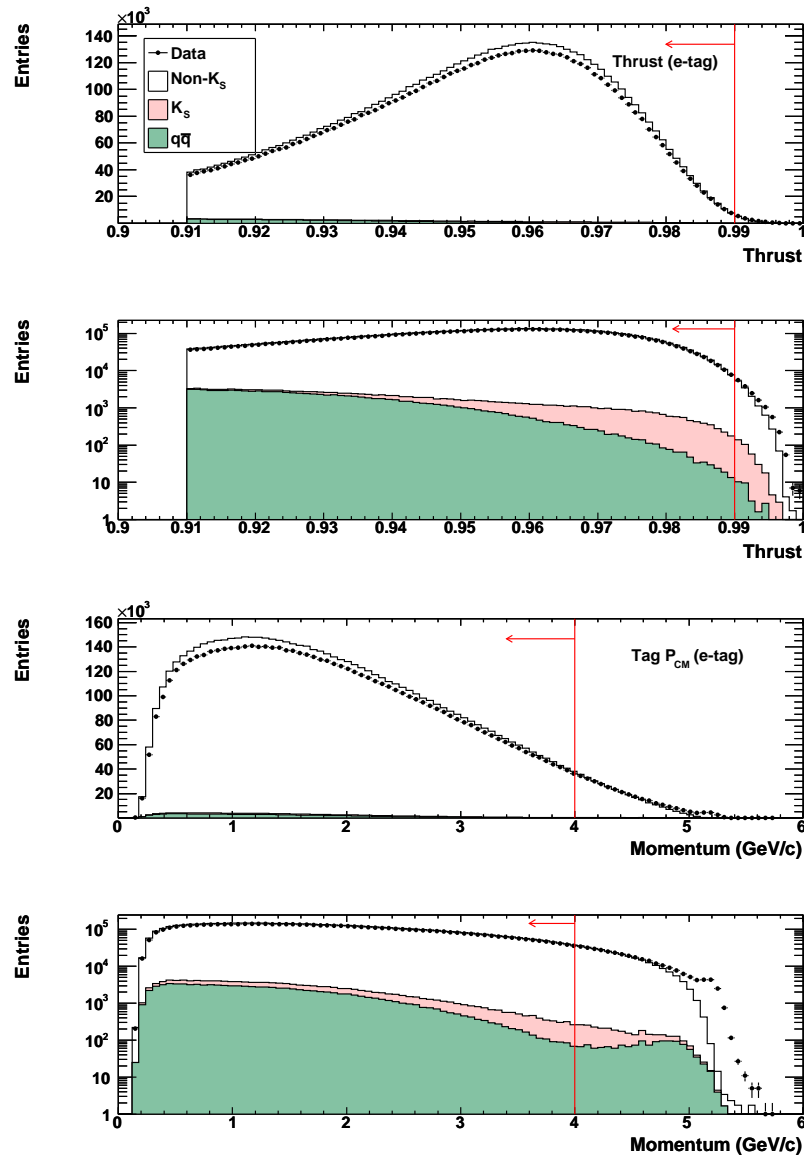 ×10³
140
120
100
80
60
40
20
Entries
Data
Non-K_S
K_S
qq̅
Thrust (e-tag)
0.9 0.91 0.92 0.93 0.94 0.95 0.96 0.97 0.98 0.99 1
Thrust
Entries
10⁵
10⁴
10³
10²
10
1
0.9 0.91 0.92 0.93 0.94 0.95 0.96 0.97 0.98 0.99 1
Thrust
×10³
160
140
120
100
80
60
40
20
0
Entries
Tag P_CM (e-tag)
0 1 2 3 4 5 6
Momentum (GeV/c)
Entries
10⁵
10⁴
10³
10²
10
1
0 1 2 3 4 5 6
Momentum (GeV/c)